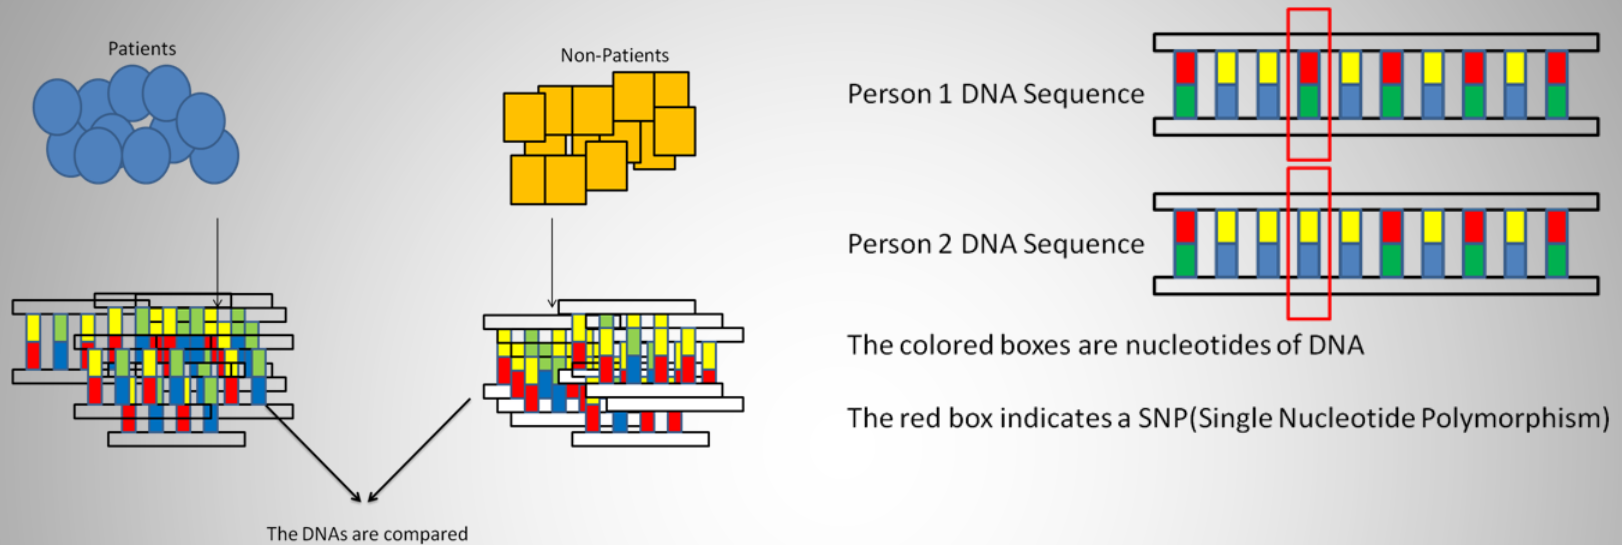 Patients
Non-Patients
The DNAs are compared
Person 1 DNA Sequence
Person 2 DNA Sequence
The colored boxes are nucleotides of DNA
The red box indicates a SNP(Single Nucleotide Polymorphism)